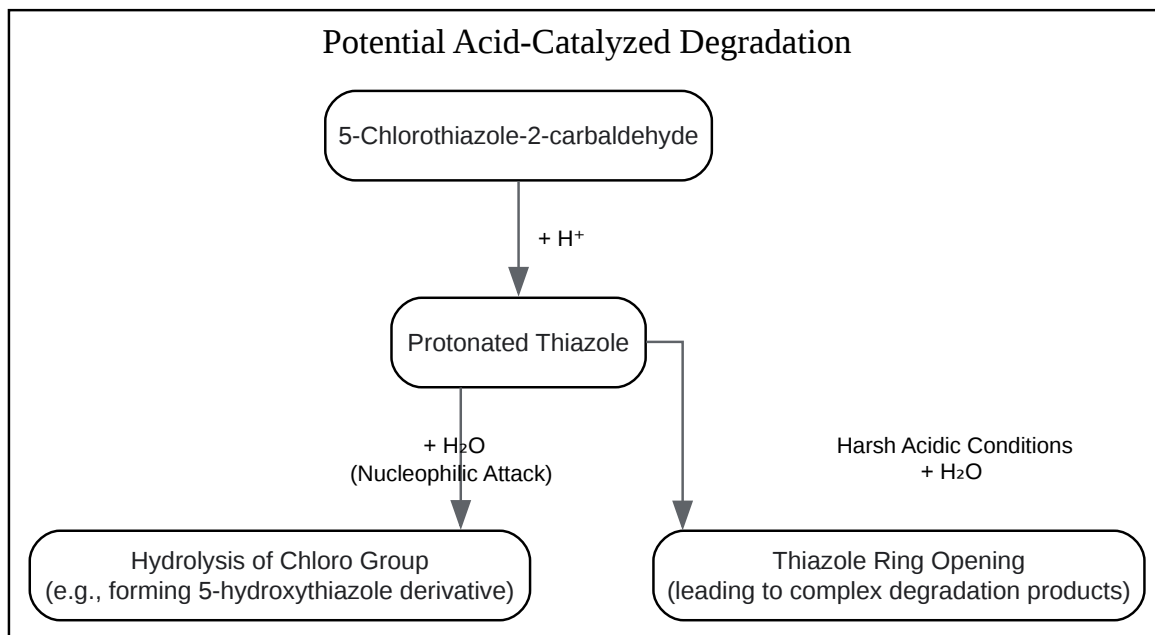 Potential Acid-Catalyzed Degradation
5-Chlorothiazole-2-carbaldehyde
+ H⁺
Protonated Thiazole
+ H₂O
(Nucleophilic Attack)
Harsh Acidic Conditions
+ H₂O
Hydrolysis of Chloro Group
(e.g., forming 5-hydroxythiazole derivative)
Thiazole Ring Opening
(leading to complex degradation products)